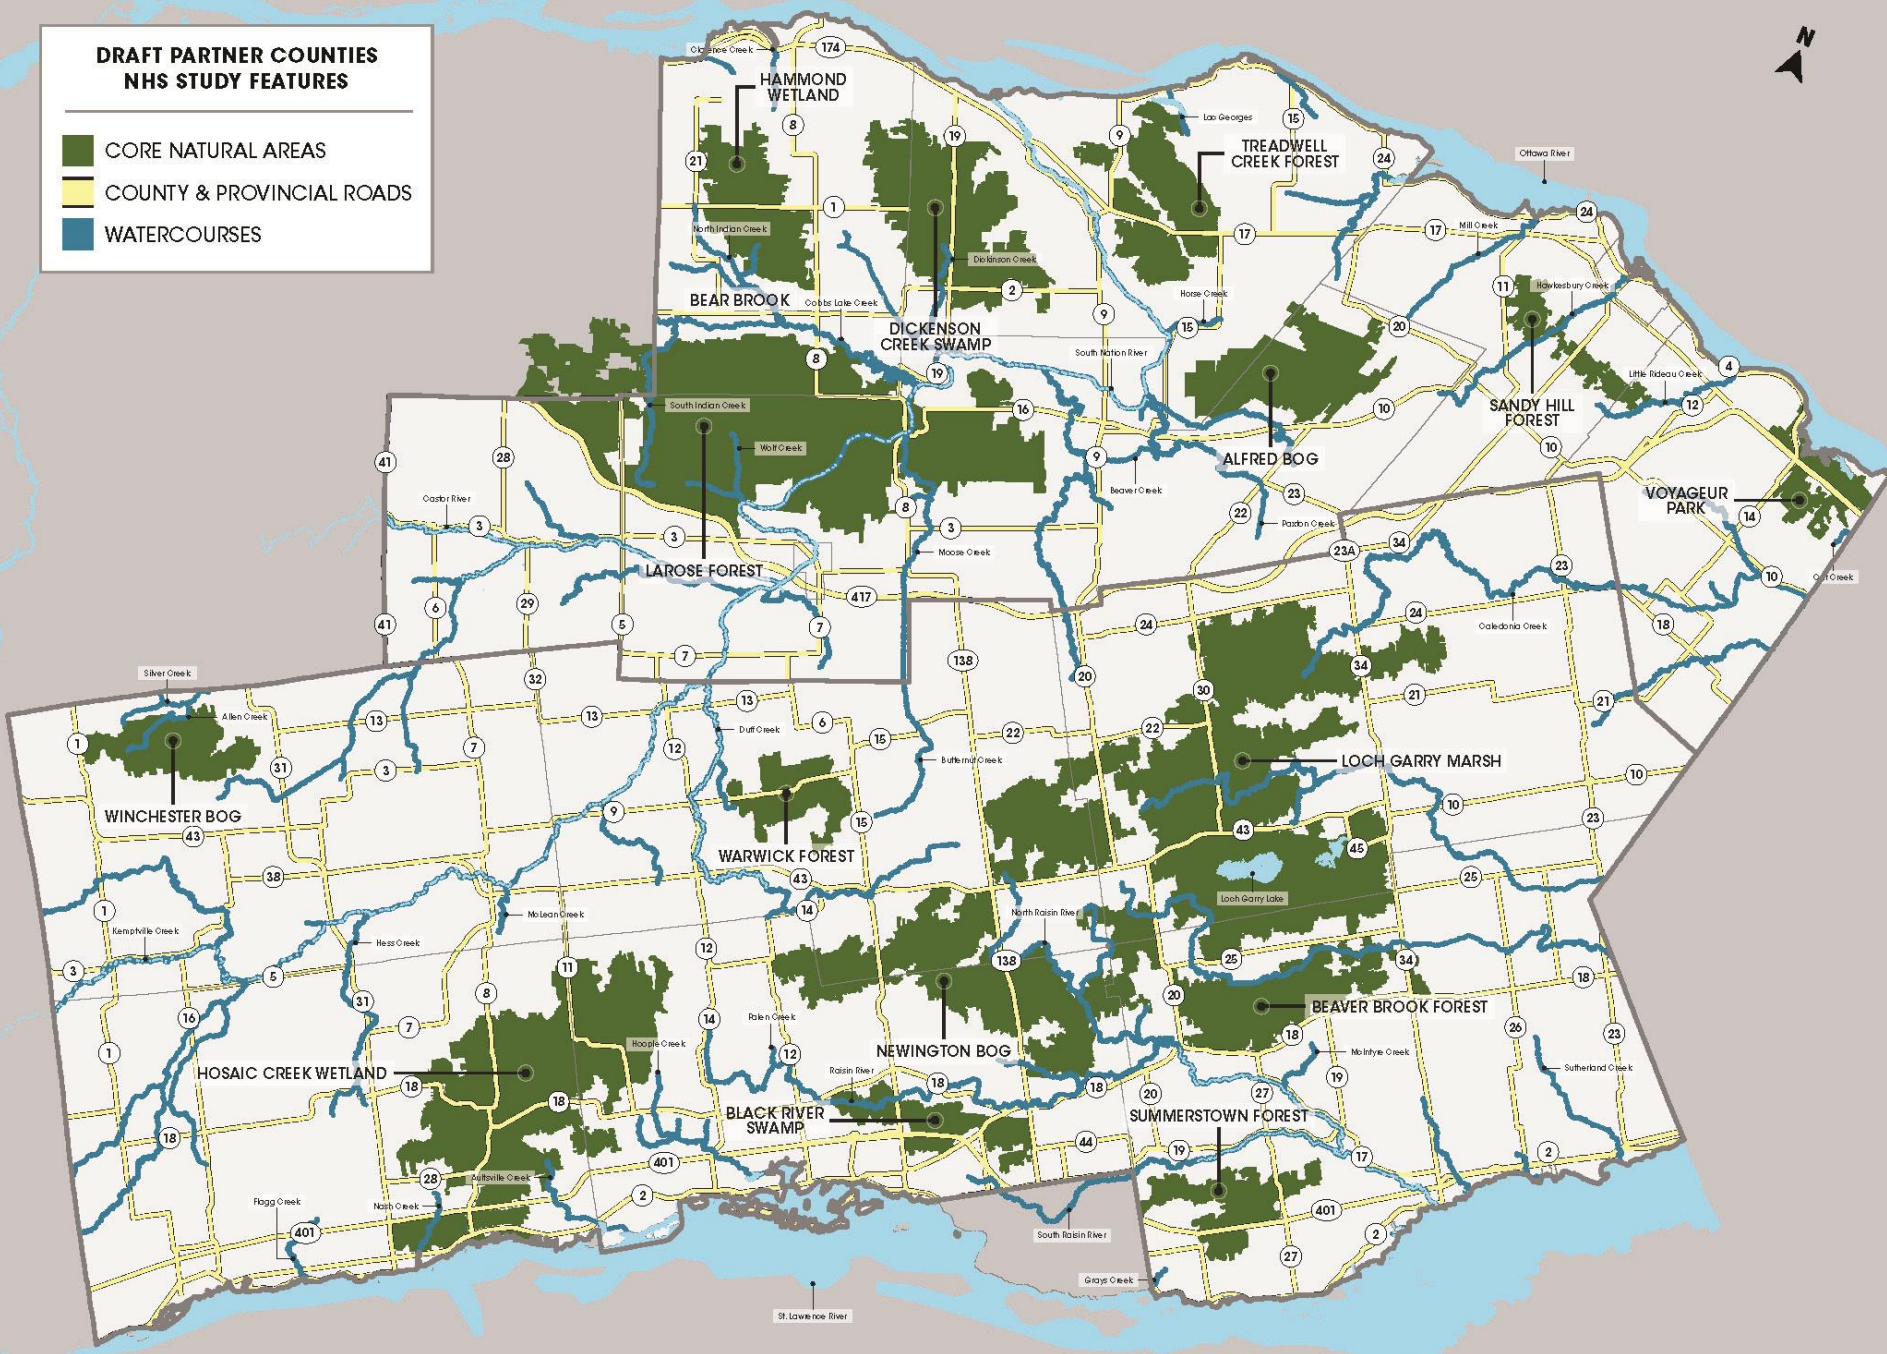 DRAFT PARTNER COUNTIES
NHS STUDY FEATURES
CORE NATURAL AREAS
COUNTY & PROVINCIAL ROADS
WATERCOURSES
N
174
HAMMOND
WETLAND
8
19
9
Lac Georges
15
21
TREADWELL
CREEK FOREST
24
Ottawa River
1
24
North Indian Creek
17
17
Mill Creek
Dickinson Creek
BEAR BROOK
Cobbs Lake Creek
2
Horse Creek
11
Hawkesbury Creek
9
15
20
DICKENSON
CREEK SWAMP
8
South Nation River
19
4
Little Rideau Creek
South Indian Creek
16
10
SANDY HILL
FOREST
12
Wolf Creek
10
41
28
9
ALFRED BOG
Beaver Creek
23
VOYAGEUR
PARK
Castor River
8
22
14
3
3
3
Paxton Creek
34
Moose Creek
23A
LAROSE FOREST
23
10
417
6
29
24
41
5
7
24
Caledonia Creek
18
7
138
34
Silver Creek
32
20
30
21
21
Allen Creek
13
13
13
6
22
22
1
7
12
Duff Creek
15
31
3
Butternut Creek
LOCH GARRY MARSH
10
9
10
WINCHESTER BOG
15
23
43
43
45
WARWICK FOREST
38
43
25
Loch Garry Lake
1
14
McLean Creek
North Raisin River
Kemptville Creek
Hess Creek
12
138
25
34
3
5
11
18
31
8
20
BEAVER BROOK FOREST
16
7
14
Palen Creek
26
23
18
1
Hoople Creek
12
NEWINGTON BOG
McIntyre Creek
HOSAIC CREEK WETLAND
Raisin River
Sutherland Creek
18
18
18
19
18
20
27
BLACK RIVER
SWAMP
SUMMERSTOWN FOREST
18
44
19
2
401
17
28
Aultsville Creek
2
Flagg Creek
Nash Creek
401
401
South Raisin River
2
27
Grays Creek
St. Lawrence River